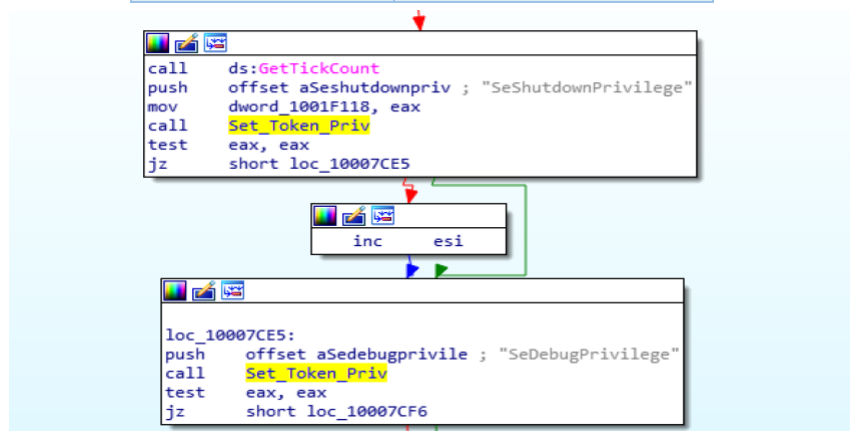 call ds:GetTickCount
push offset aSeshutdownpriv ; "SeShutdownPrivilege"
mov dword_1001F118, eax
call Set_Token_Priv
test eax, eax
jz short loc_10007CE5
inc esi
loc_10007CE5:
push offset aSedebugprivile ; "SeDebugPrivilege"
call Set_Token_Priv
test eax, eax
jz short loc_10007CF6